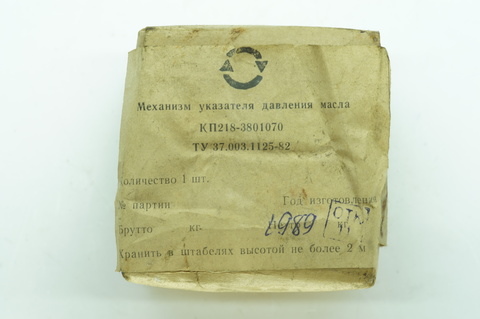 Механизм указателя давления масла
КП218-3801070
ТУ 37.003.1125-82
Количество 1 шт.
№ партии Год изготовления
брутто кг. 1989
Хранить в штабелях высотой не более 2 м